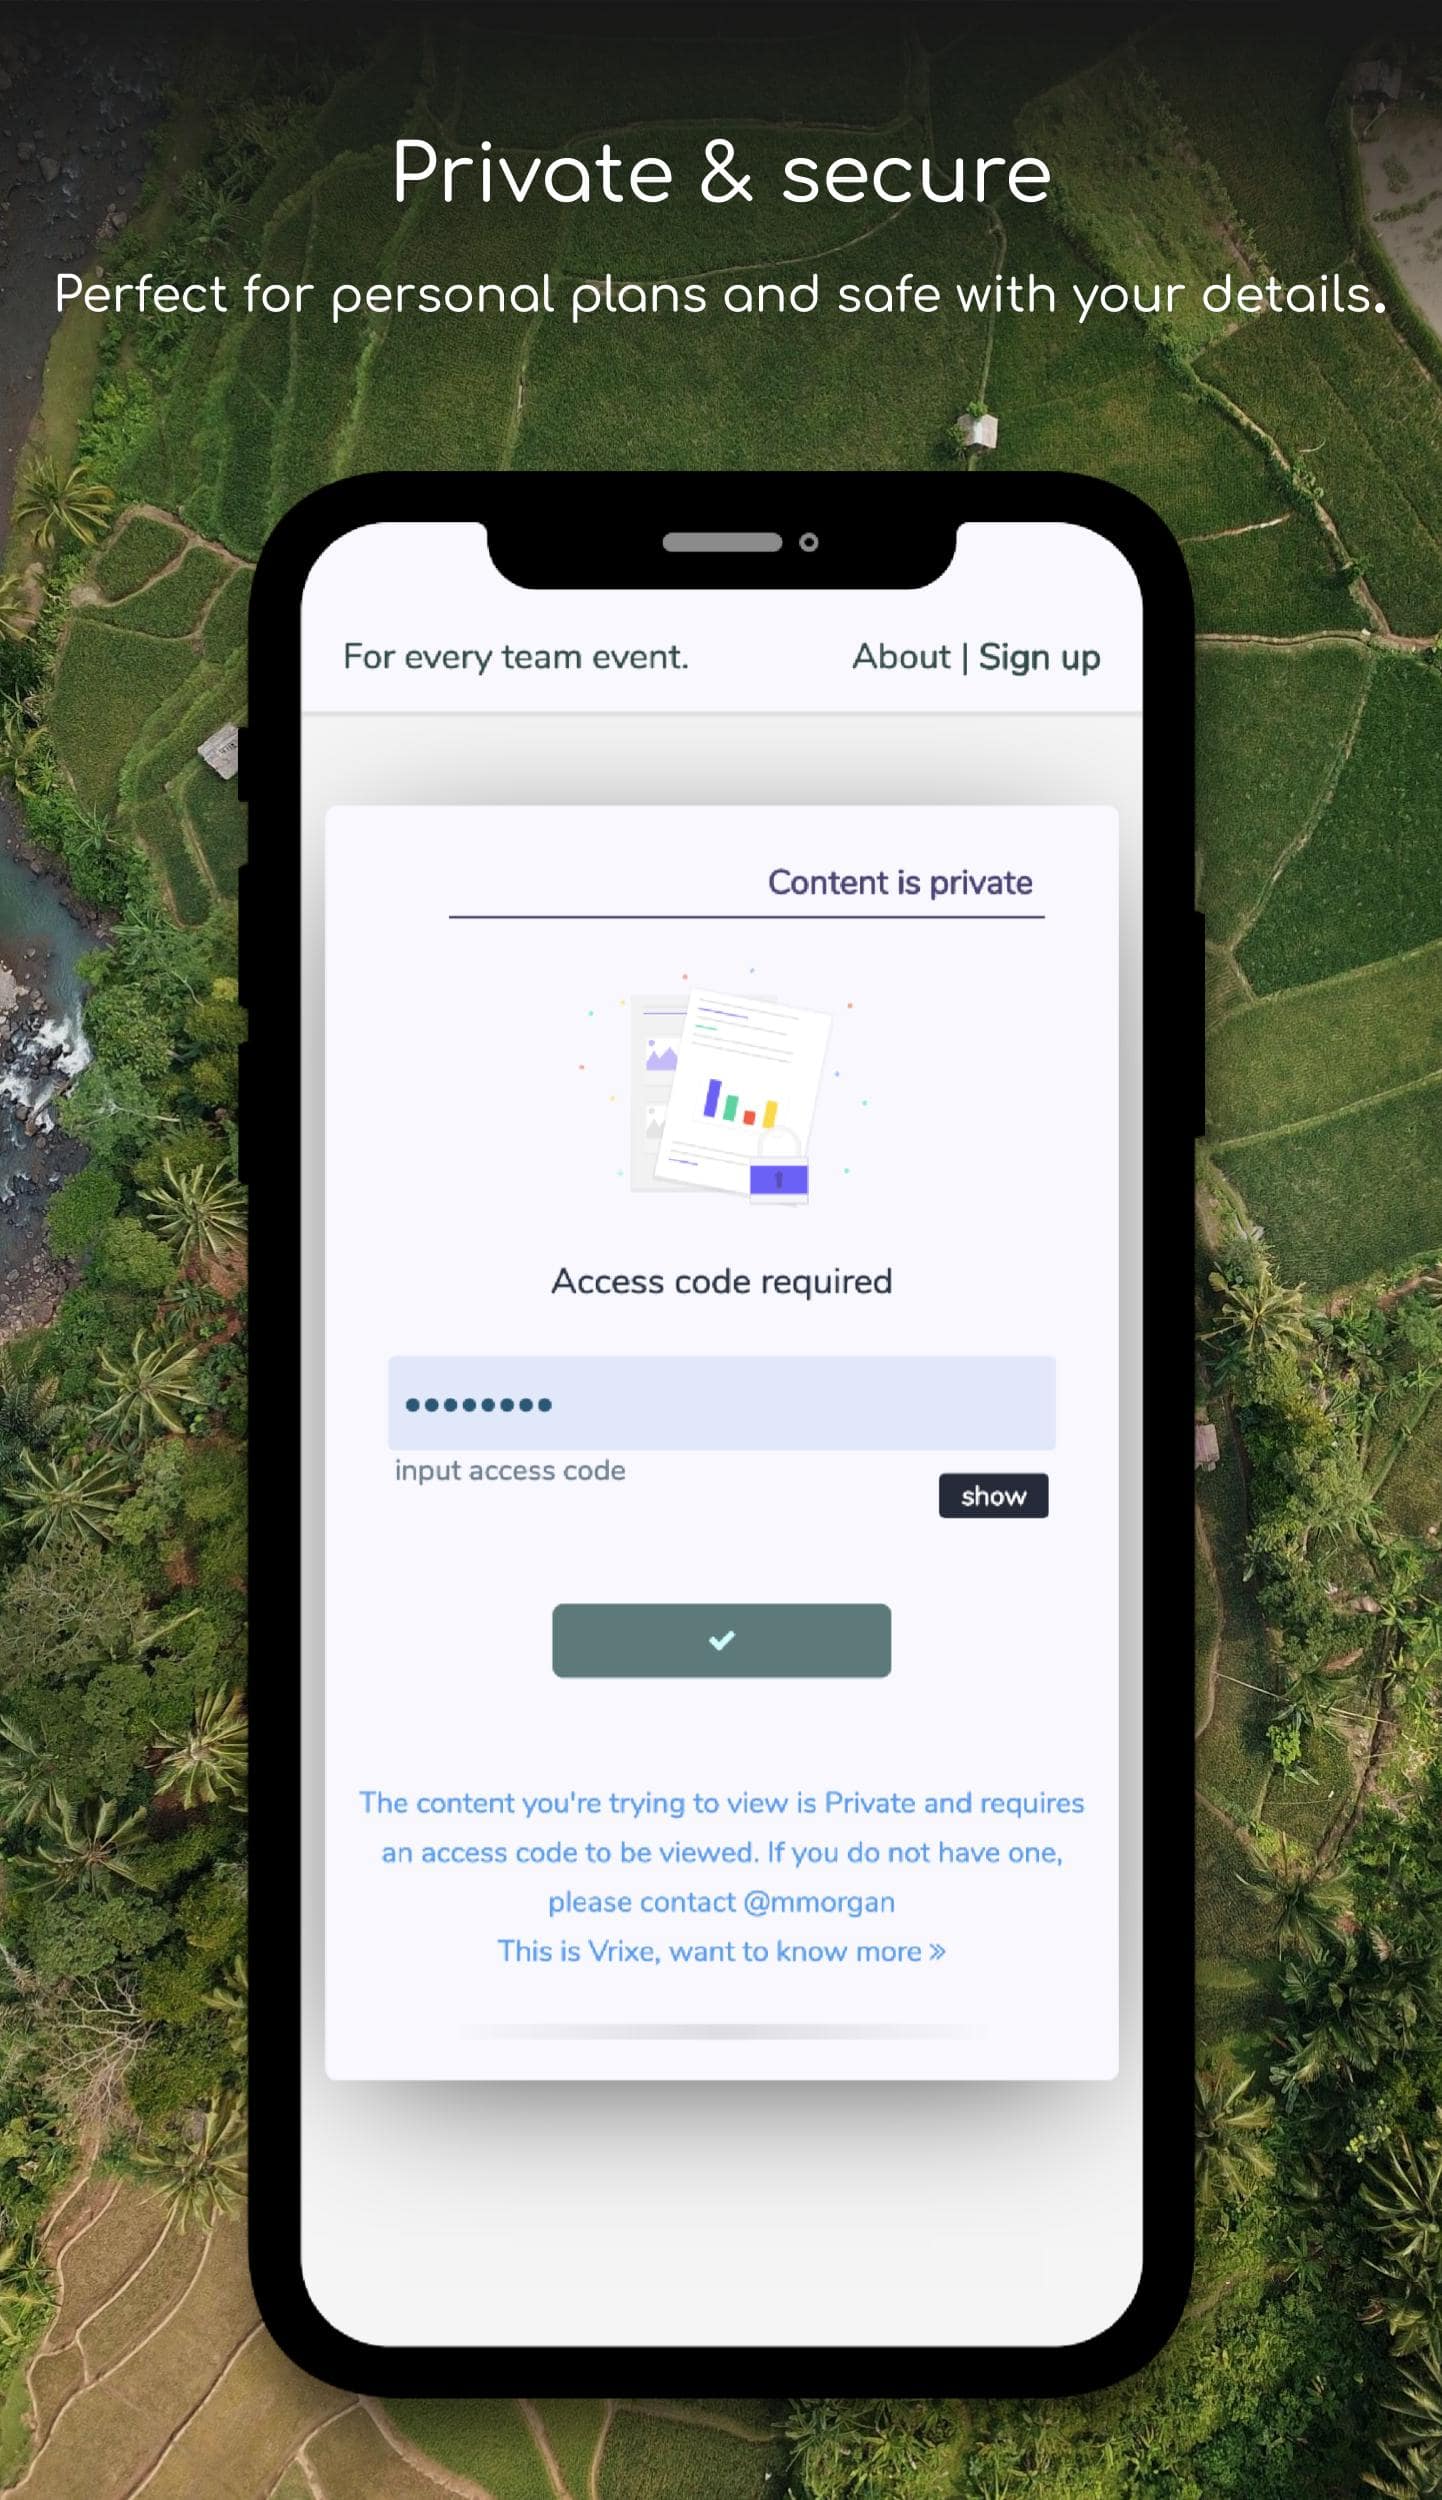 Private & secure
Perfect for personal plans and safe with your details.
For every team event.
About | Sign up
Content is private
Access code required
••••••••
input access code
show
The content you're trying to view is Private and requires
an access code to be viewed. If you do not have one,
please contact @mmorgan
This is Vrixe, want to know more »